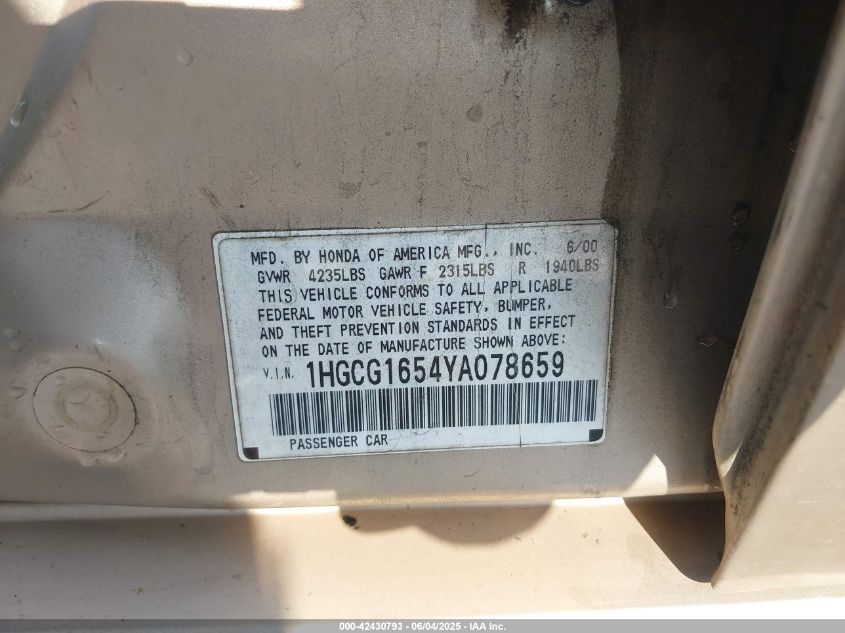 MFD. BY HONDA OF AMERICA MFG., INC. 6/00
GVWR 4235LBS GAWR F 2315LBS R 1940LBS
THIS VEHICLE CONFORMS TO ALL APPLICABLE
FEDERAL MOTOR VEHICLE SAFETY, BUMPER,
AND THEFT PREVENTION STANDARDS IN EFFECT
ON THE DATE OF MANUFACTURE SHOWN ABOVE:
V.I.N. 1HGCG1654YA078659
PASSENGER CAR
000-42430793 - 06/04/2025 - IAA Inc.